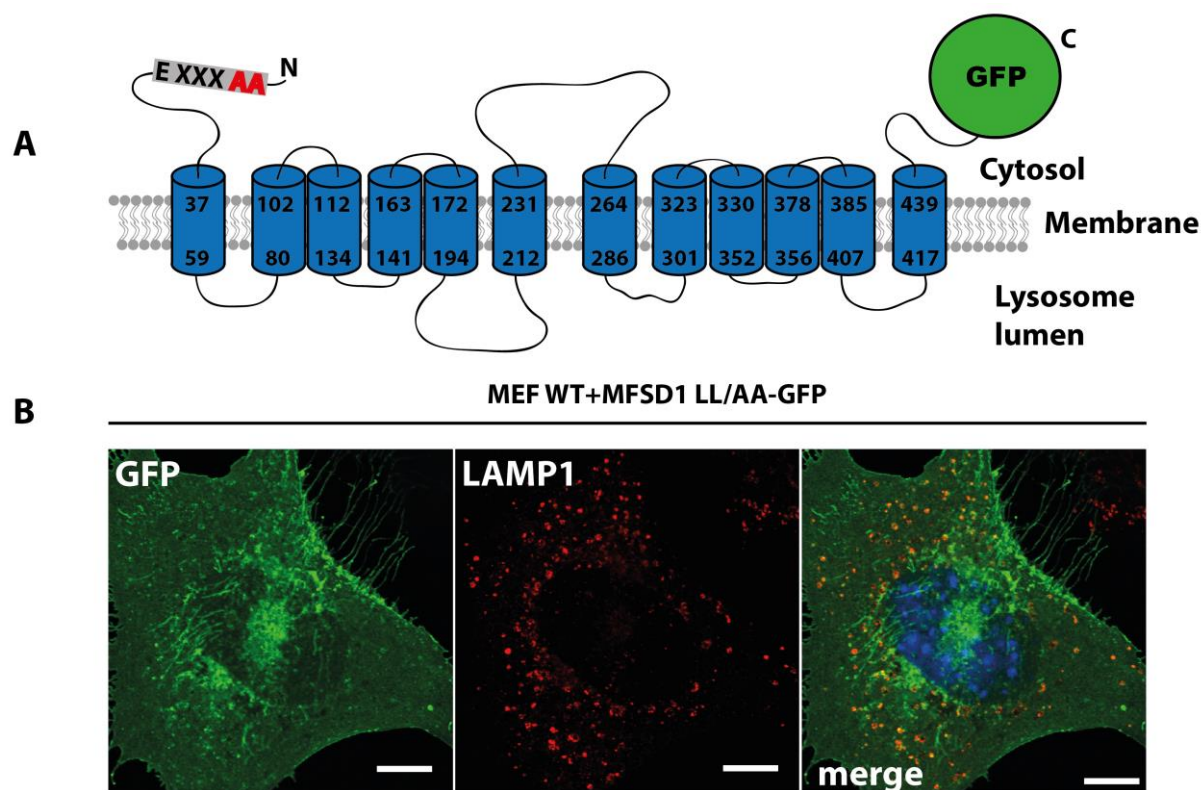 A
E XXX AA N
GFP
C
Cytosol
Membrane
Lysosome
lumen
37 102 112 163 172 231 264 323 330 378 385 439
59 80 134 141 194 212 286 301 352 356 407 417
MEF WT+MFSD1 LL/AA-GFP
B
GFP
LAMP1
merge